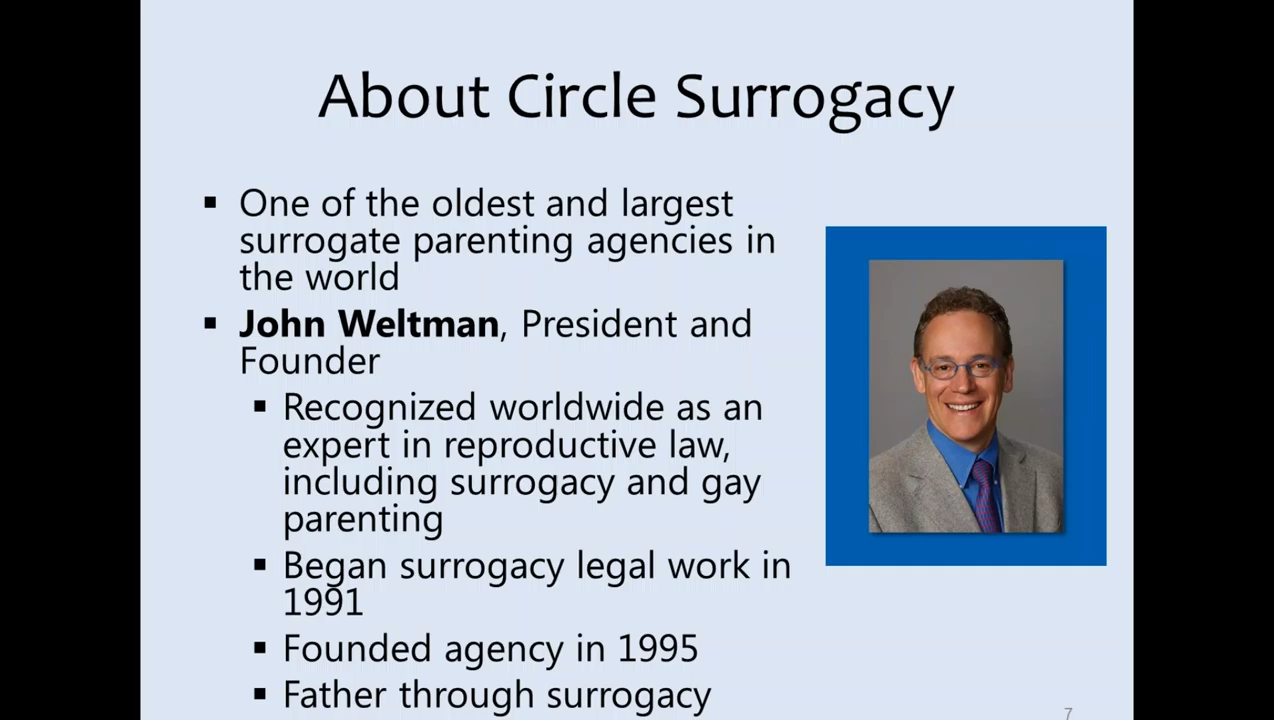 About Circle Surrogacy
▪ One of the oldest and largest
surrogate parenting agencies in
the world
▪ John Weltman, President and
Founder
▪ Recognized worldwide as an
expert in reproductive law,
including surrogacy and gay
parenting
▪ Began surrogacy legal work in
1991
▪ Founded agency in 1995
▪ Father through surrogacy
7